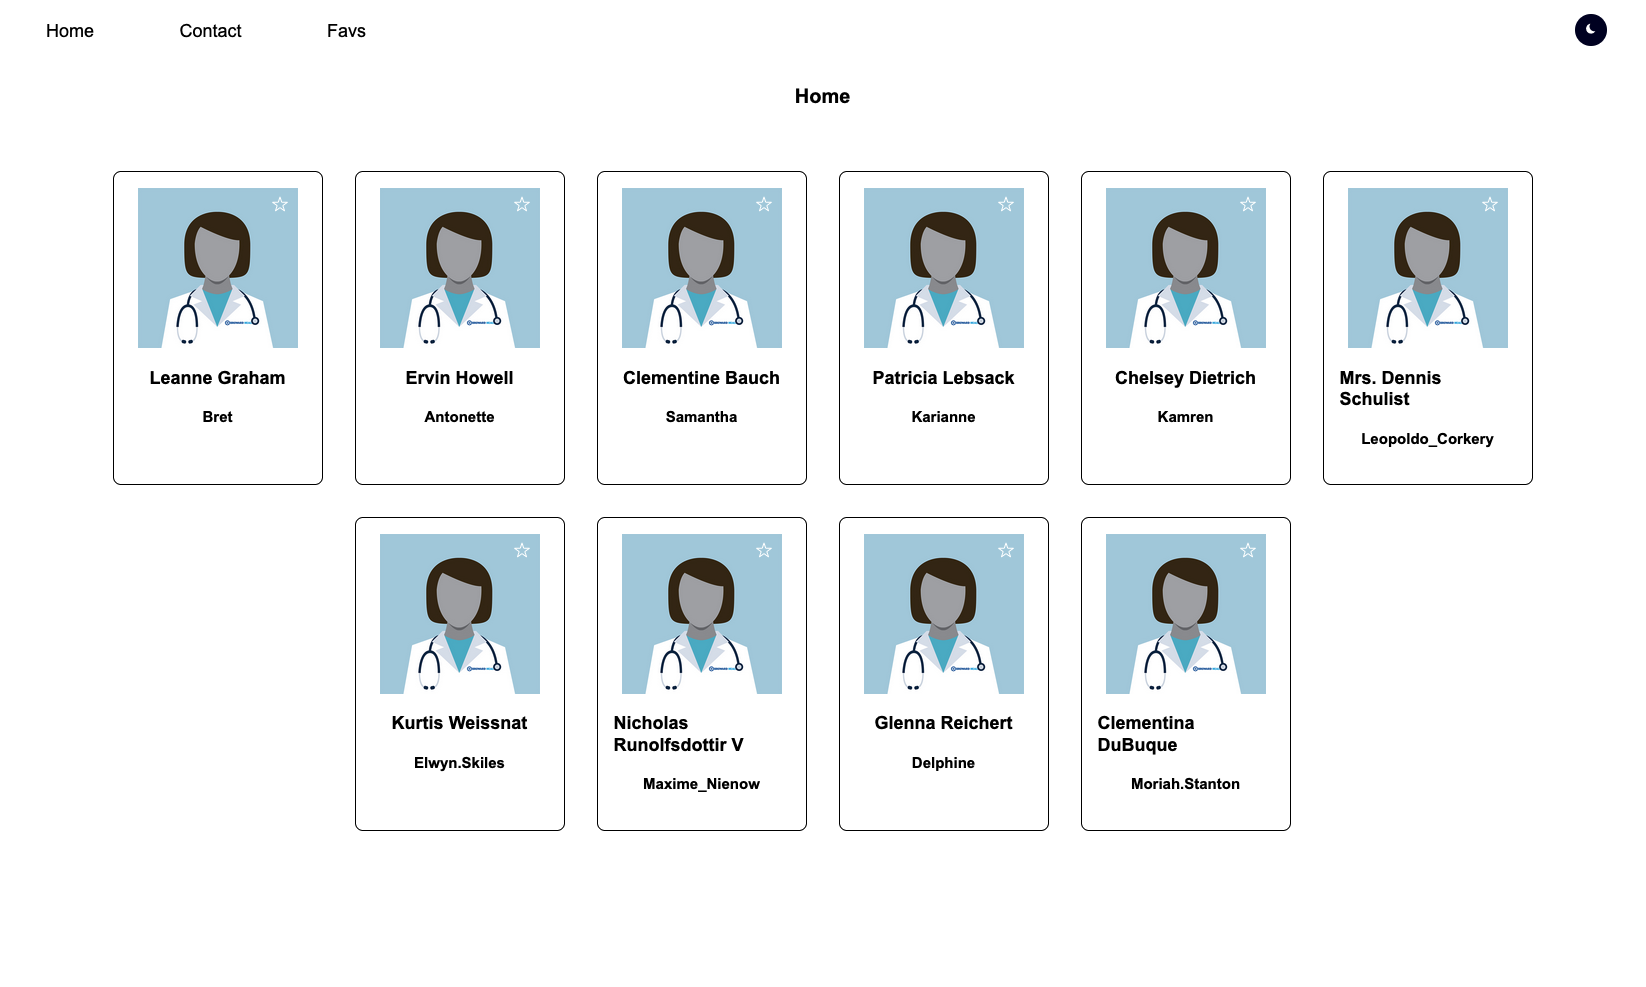 Home Contact Favs
Home
Leanne Graham
Bret
Ervin Howell
Antonette
Clementine Bauch
Samantha
Patricia Lebsack
Karianne
Chelsey Dietrich
Kamren
Mrs. Dennis
Schulist
Leopoldo_Corkery
Kurtis Weissnat
Elwyn.Skiles
Nicholas
Runolfsdottir V
Maxime_Nienow
Glenna Reichert
Delphine
Clementina
DuBuque
Moriah.Stanton